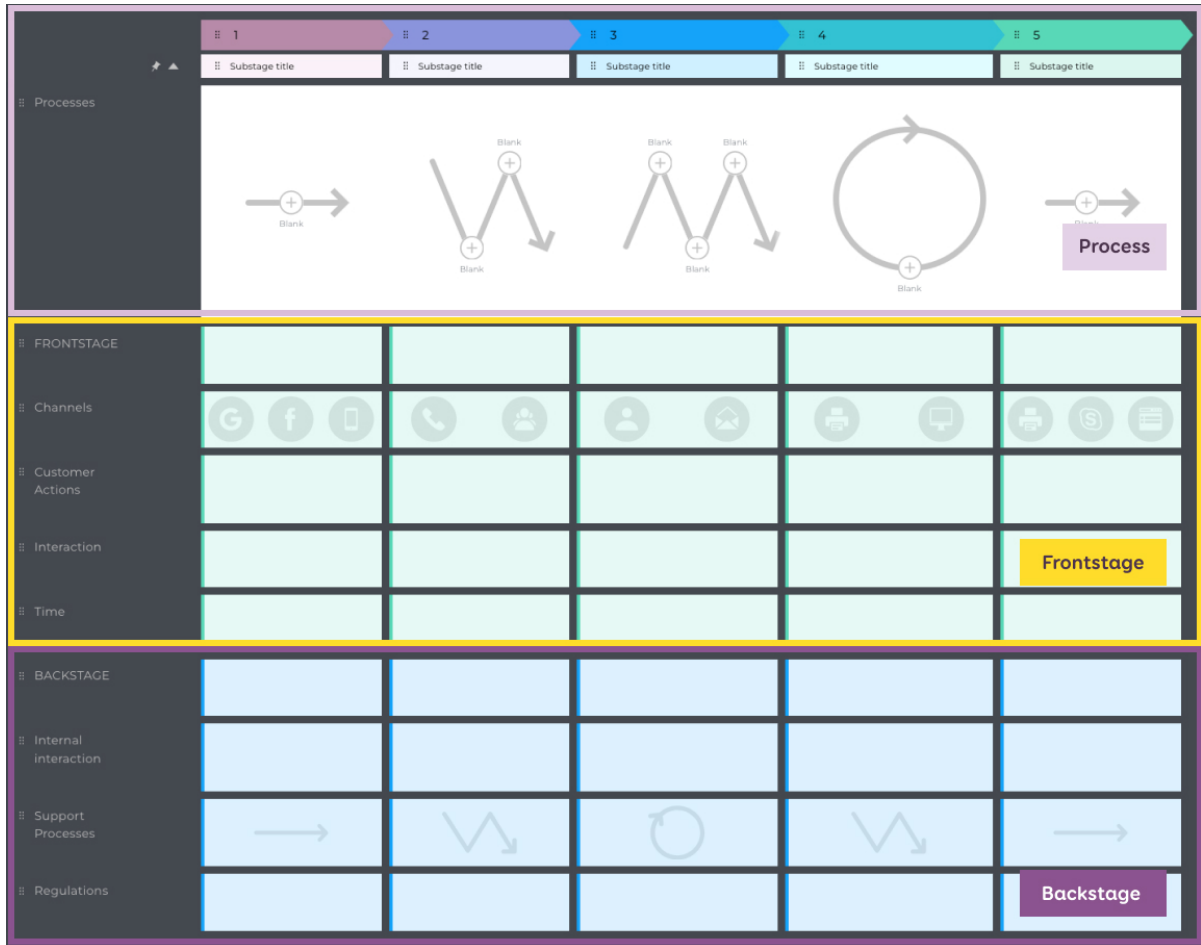 1 2 3 4 5
Substage title Substage title Substage title Substage title Substage title
Processes
Blank Blank Blank
Blank
Blank
Blank
Blank
Blank
Blank
Process
FRONTSTAGE
Channels
G f S
Customer
Actions
Interaction
Frontstage
Time
BACKSTAGE
Internal
interaction
Support
Processes
Regulations
Backstage